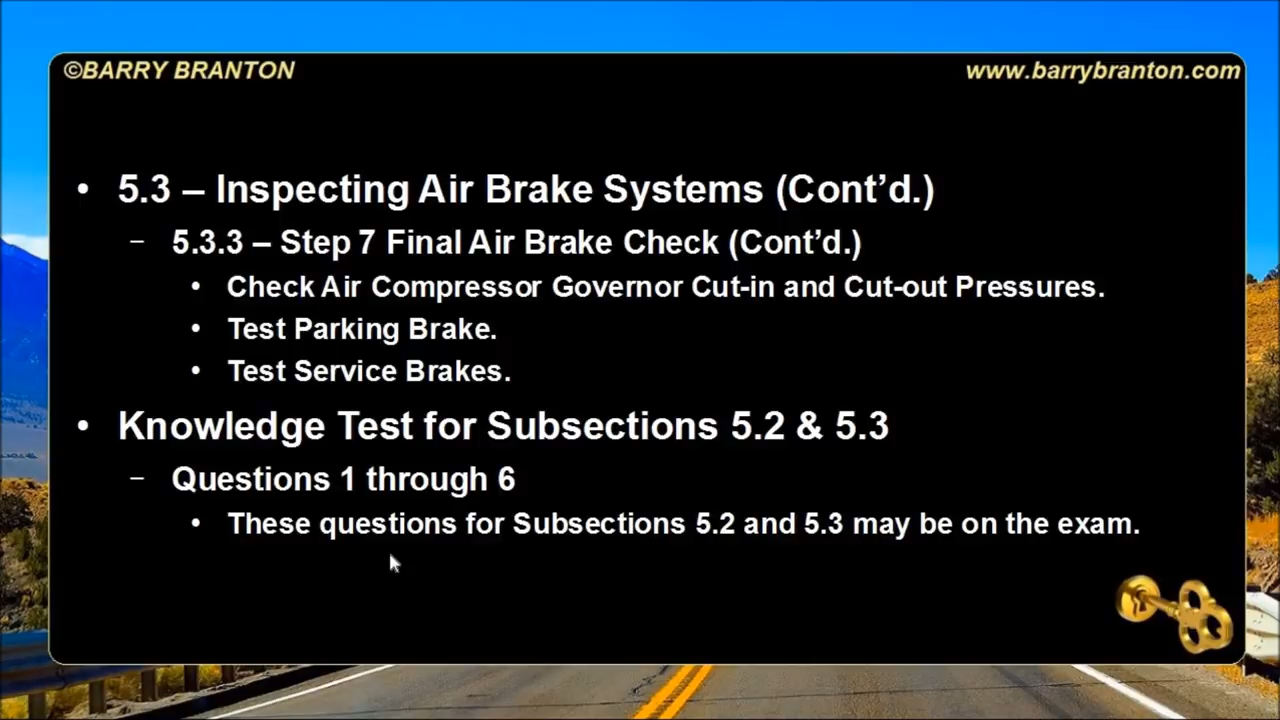 ©BARRY BRANTON
www.barrybranton.com
• 5.3 – Inspecting Air Brake Systems (Cont’d.)
– 5.3.3 – Step 7 Final Air Brake Check (Cont’d.)
• Check Air Compressor Governor Cut-in and Cut-out Pressures.
• Test Parking Brake.
• Test Service Brakes.
• Knowledge Test for Subsections 5.2 & 5.3
– Questions 1 through 6
• These questions for Subsections 5.2 and 5.3 may be on the exam.